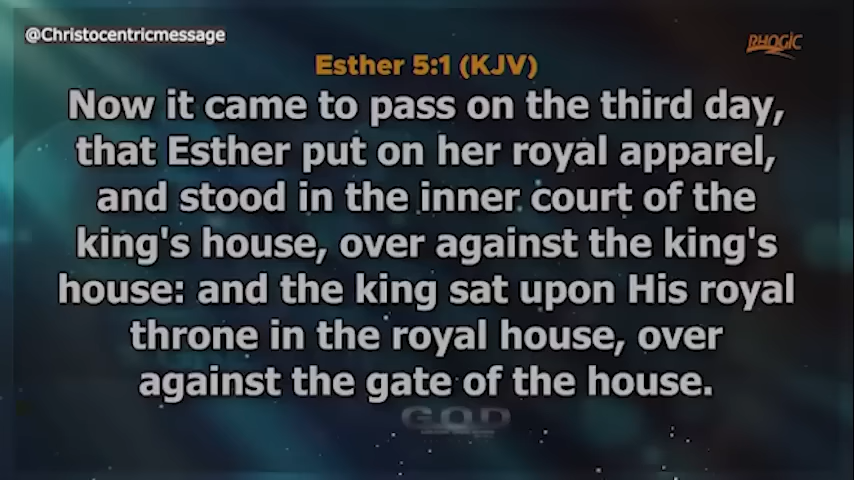 @Christocentricmessage
RHOGIC
Esther 5:1 (KJV)
Now it came to pass on the third day,
that Esther put on her royal apparel,
and stood in the inner court of the
king's house, over against the king's
house: and the king sat upon His royal
throne in the royal house, over
against the gate of the house.
G.O.D